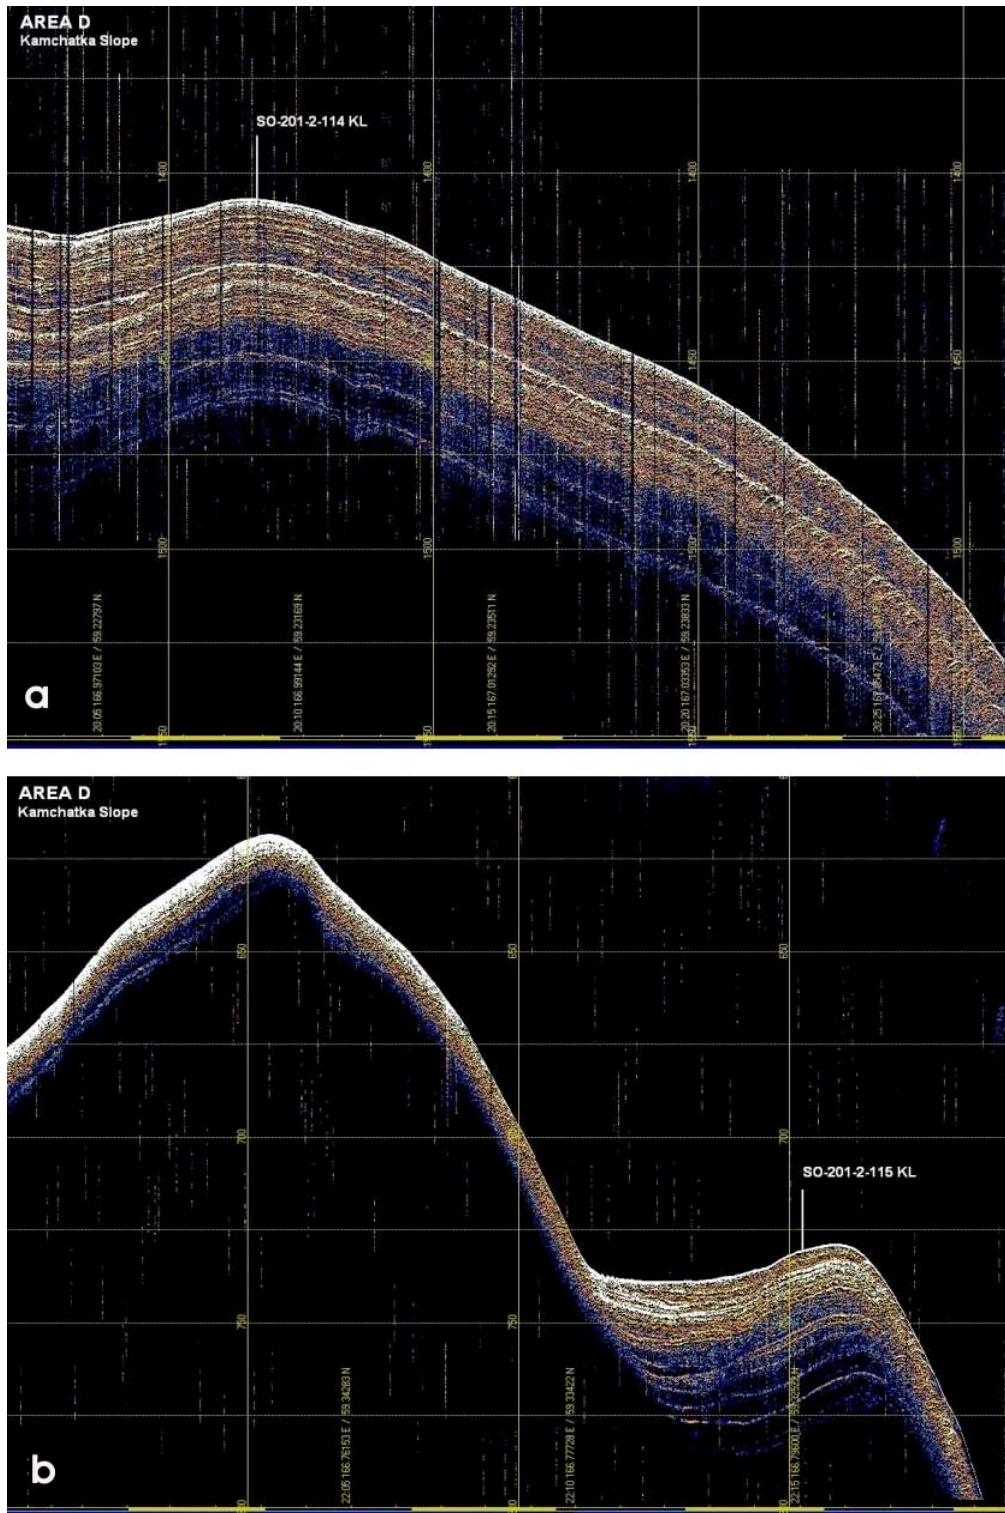 AREA D
Kamchatka Slope
SO-201-2-114 KL
1400
1400
1400
1450
1450
1500
1500
1500
20:05 166.97103 E / 59.22797 N
20:10 166.99144 E / 59.23169 N
20:15 167.01292 E / 59.23511 N
20:20 167.03353 E / 59.23833 N
1550
1550
1550
a
AREA D
Kamchatka Slope
650
650
650
700
700
SO-201-2-115 KL
750
750
22:05 166.76153 E / 59.34283 N
22:10 166.77728 E / 59.33422 N
b